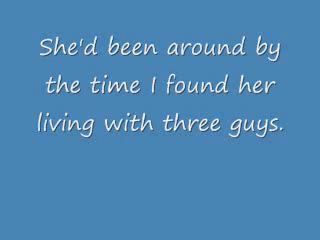 She'd been around by
the time I found her
living with three guys.